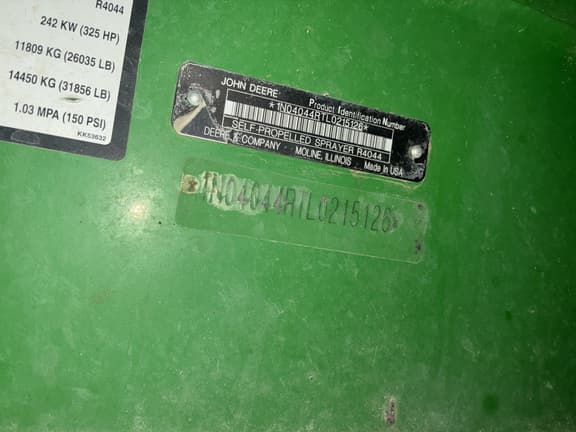 R4044
242 KW (325 HP)
11809 KG (26035 LB)
14450 KG (31856 LB)
1.03 MPA (150 PSI)
KK53632
JOHN DEERE
Product Identification Number
*1N04044RTL0215126*
SELF-PROPELLED SPRAYER R4044
DEERE & COMPANY MOLINE, ILLINOIS Made in USA
*1N04044RTL0215126*